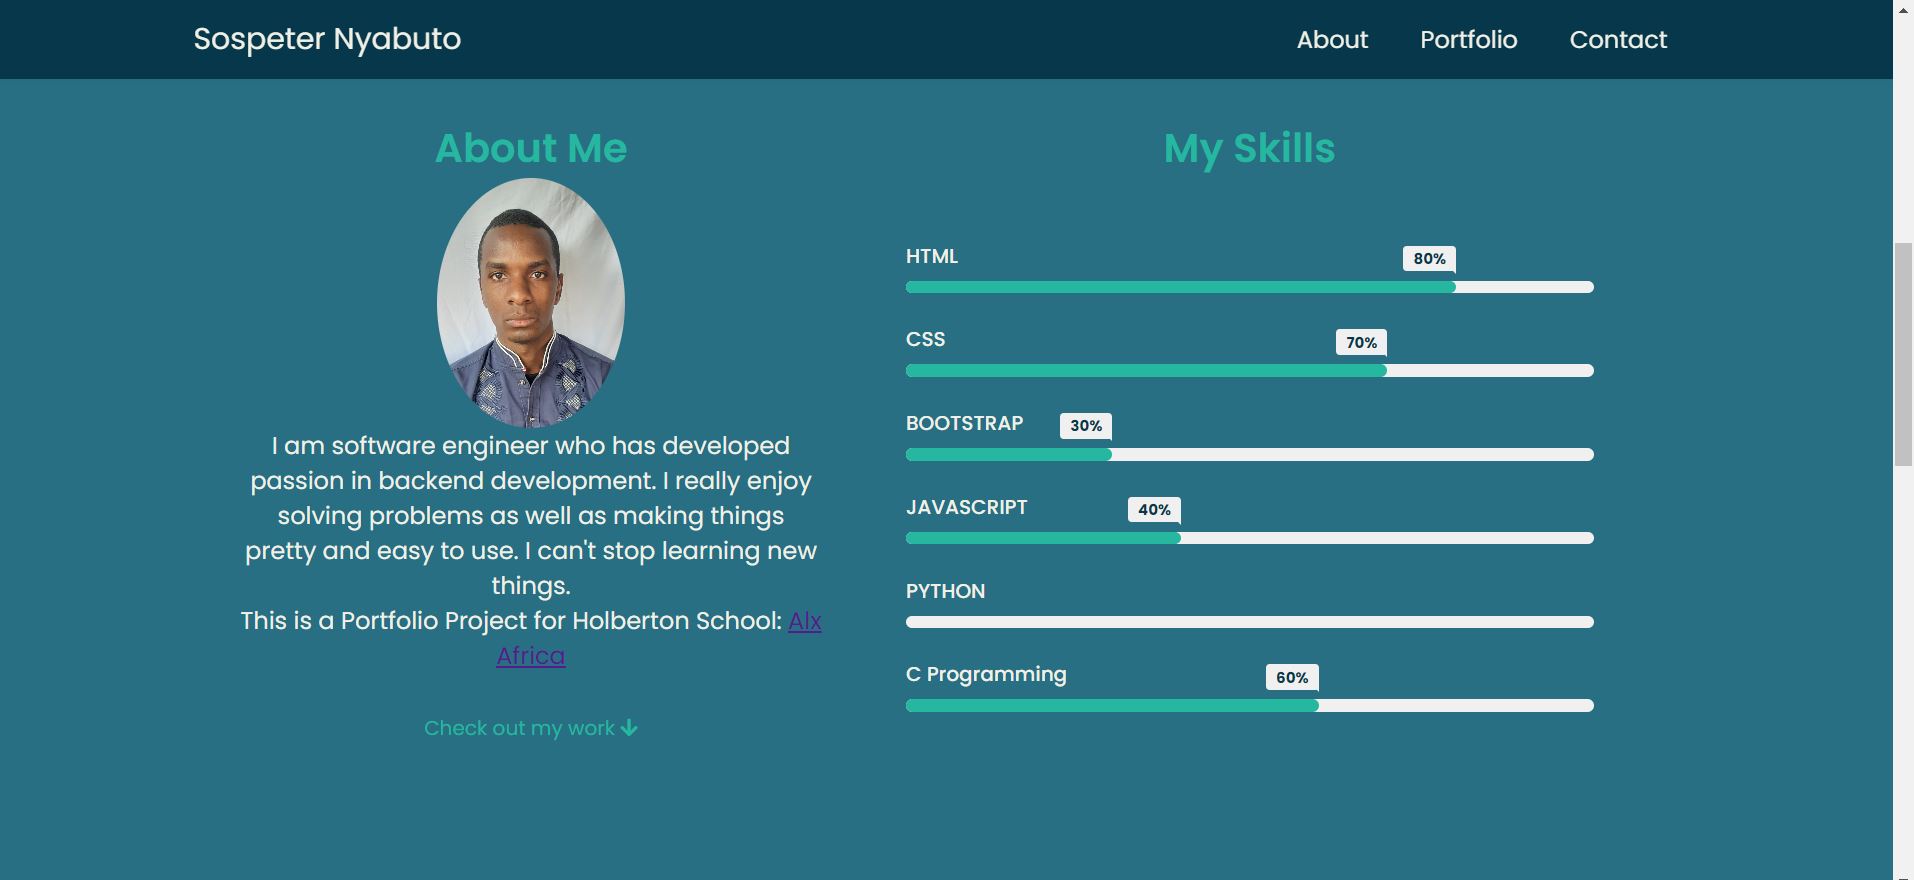 Sospeter Nyabuto
About
Portfolio
Contact
About Me
I am software engineer who has developed
passion in backend development. I really enjoy
solving problems as well as making things
pretty and easy to use. I can't stop learning new
things.
This is a Portfolio Project for Holberton School: Alx
Africa
Check out my work
My Skills
HTML
80%
CSS
70%
BOOTSTRAP
30%
JAVASCRIPT
40%
PYTHON
C Programming
60%